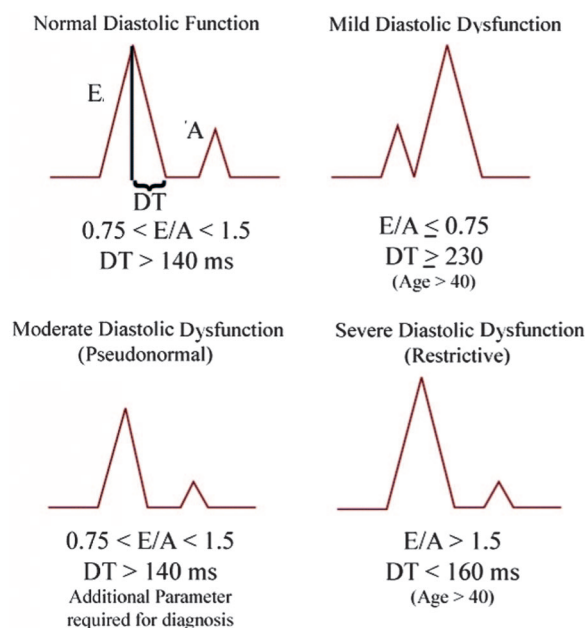 Normal Diastolic Function
E
A
DT
0.75 < E/A < 1.5
DT > 140 ms
Mild Diastolic Dysfunction
E/A ≤ 0.75
DT ≥ 230
(Age > 40)
Moderate Diastolic Dysfunction
(Pseudonormal)
0.75 < E/A < 1.5
DT > 140 ms
Additional Parameter
required for diagnosis
Severe Diastolic Dysfunction
(Restrictive)
E/A > 1.5
DT < 160 ms
(Age > 40)